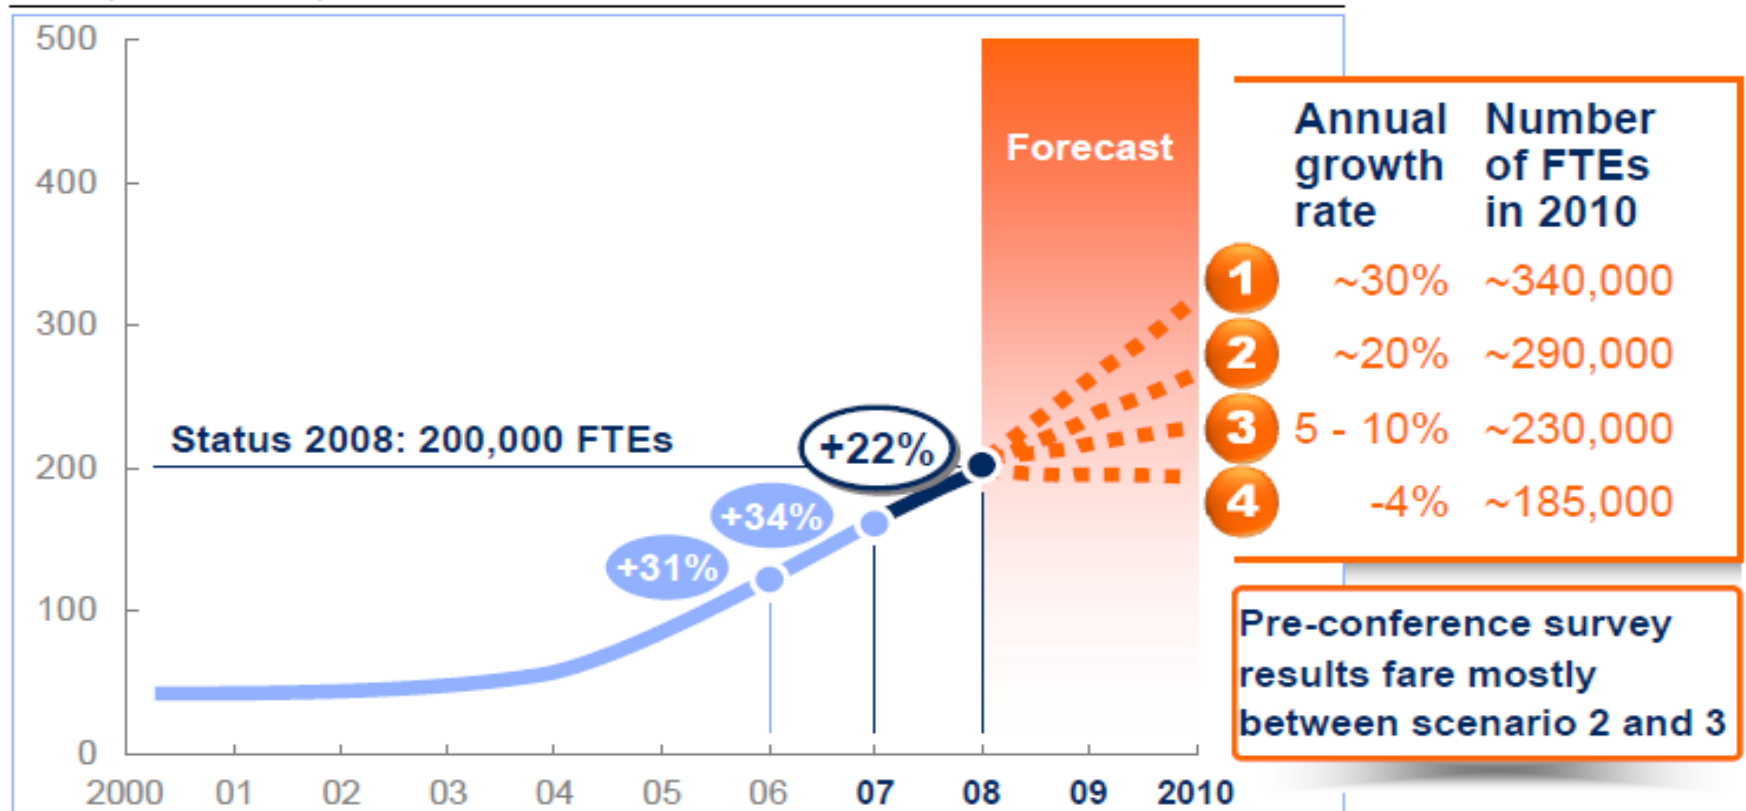 500
400
300
200
100
0
2000 01 02 03 04 05 06 07 08 09 2010
Status 2008: 200,000 FTEs
+31%
+34%
+22%
Forecast
Annual growth rate
Number of FTEs in 2010
1 ~30% ~340,000
2 ~20% ~290,000
3 5 - 10% ~230,000
4 -4% ~185,000
Pre-conference survey
results fare mostly
between scenario 2 and 3